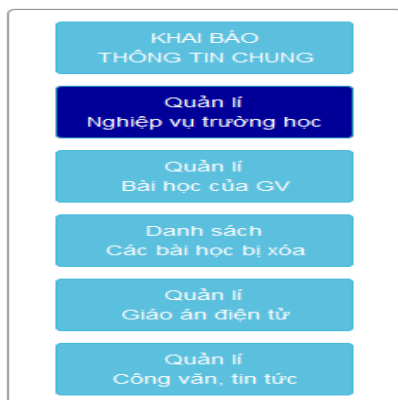 KHAI BÁO
THÔNG TIN CHUNG
Quản lí
Nghiệp vụ trường học
Quản lí
Bài học của GV
Danh sách
Các bài học bị xóa
Quản lí
Giáo án điện tử
Quản lí
Công văn, tin tức